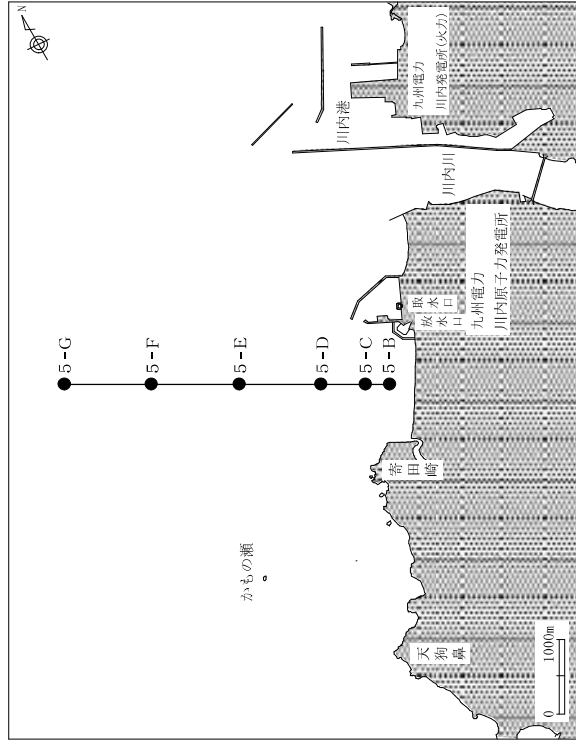 N
九州電力
川内発電所(火力)
川内港
川内川
九州電力
川内原子力発電所
取水口
放水口
5-G
5-F
5-E
5-D
5-C
5-B
寄田崎
かもの瀬
天狗鼻
0 1000m